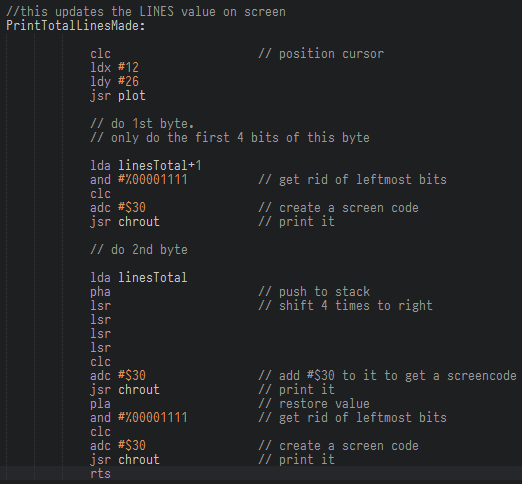 //this updates the LINES value on screen
PrintTotalLinesMade:
clc // position cursor
ldx #12
ldy #26
jsr plot
// do 1st byte.
// only do the first 4 bits of this byte
lda linesTotal+1
and #%00001111 // get rid of leftmost bits
clc
adc #$30 // create a screen code
jsr chrout // print it
// do 2nd byte
lda linesTotal
pha // push to stack
lsr // shift 4 times to right
lsr
lsr
lsr
clc
adc #$30 // add #$30 to it to get a screencode
jsr chrout // print it
pla // restore value
and #%00001111 // get rid of leftmost bits
clc
adc #$30 // create a screen code
jsr chrout // print it
rts